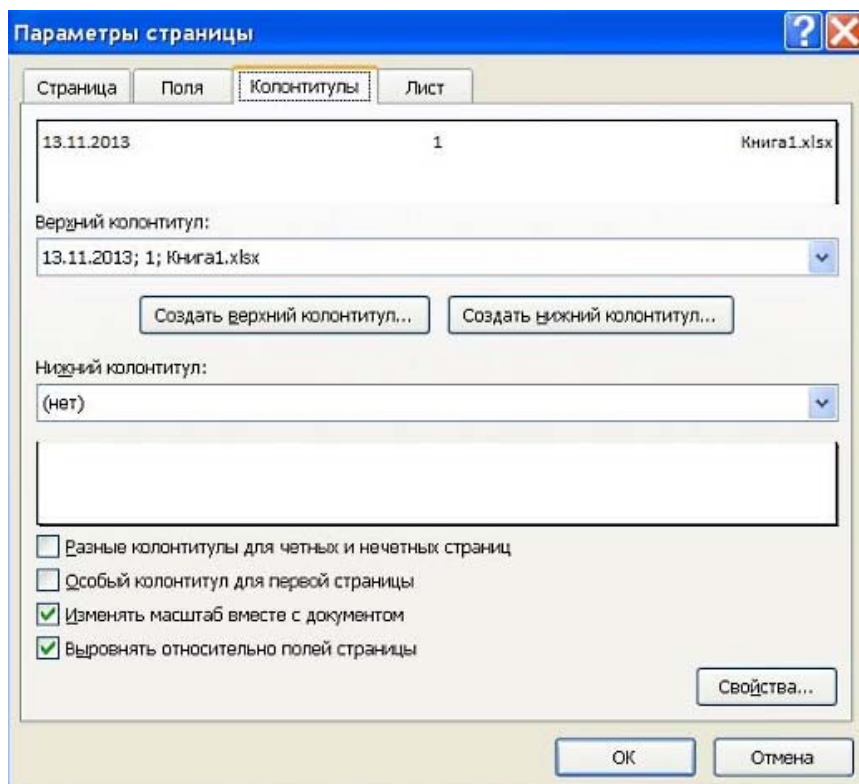 Параметры страницы
Страница Поля Колонтитулы Лист
13.11.2013 1 Книга1.xlsx
Верхний колонтитул:
13.11.2013; 1; Книга1.xlsx
Создать верхний колонтитул... Создать нижний колонтитул...
Нижний колонтитул:
(нет)
Разные колонтитулы для четных и нечетных страниц
Особый колонтитул для первой страницы
Изменять масштаб вместе с документом
Выровнять относительно полей страницы
Свойства...
ОК Отмена